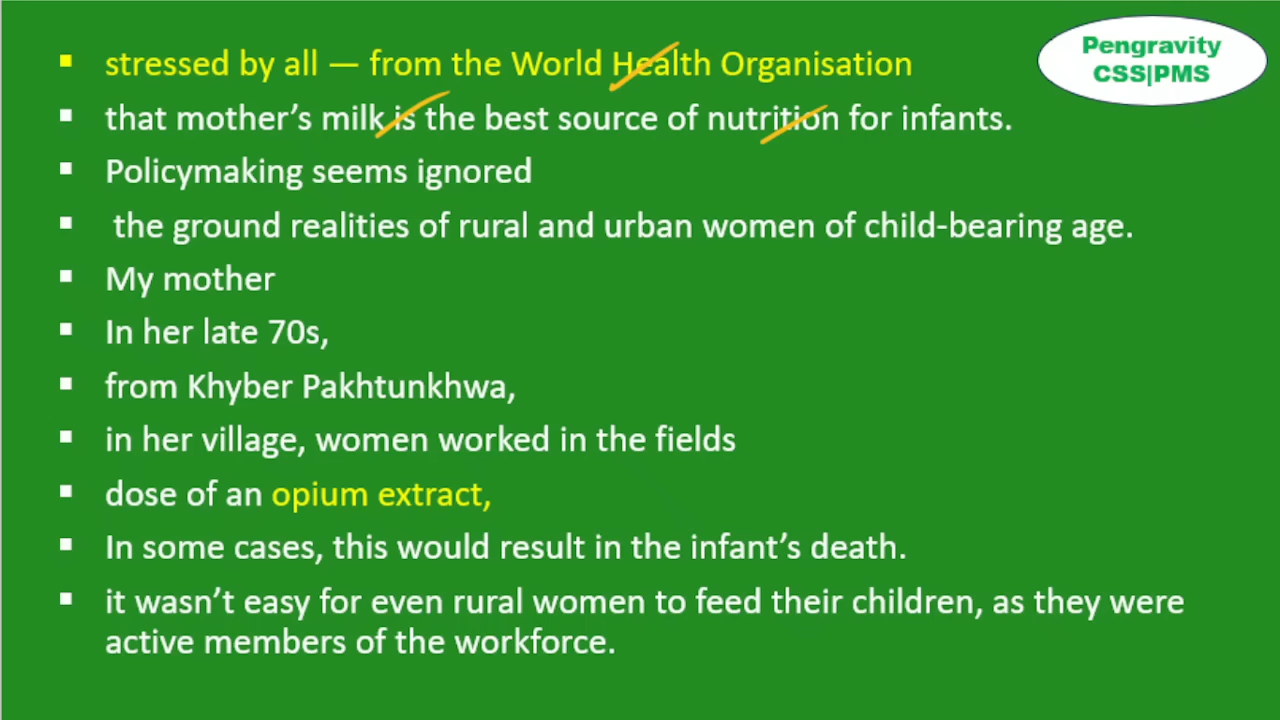 Pengravity
CSS|PMS
▪ stressed by all — from the World Health Organisation
▪ that mother's milk is the best source of nutrition for infants.
▪ Policymaking seems ignored
▪ the ground realities of rural and urban women of child-bearing age.
▪ My mother
▪ In her late 70s,
▪ from Khyber Pakhtunkhwa,
▪ in her village, women worked in the fields
▪ dose of an opium extract,
▪ In some cases, this would result in the infant's death.
▪ it wasn't easy for even rural women to feed their children, as they were
active members of the workforce.